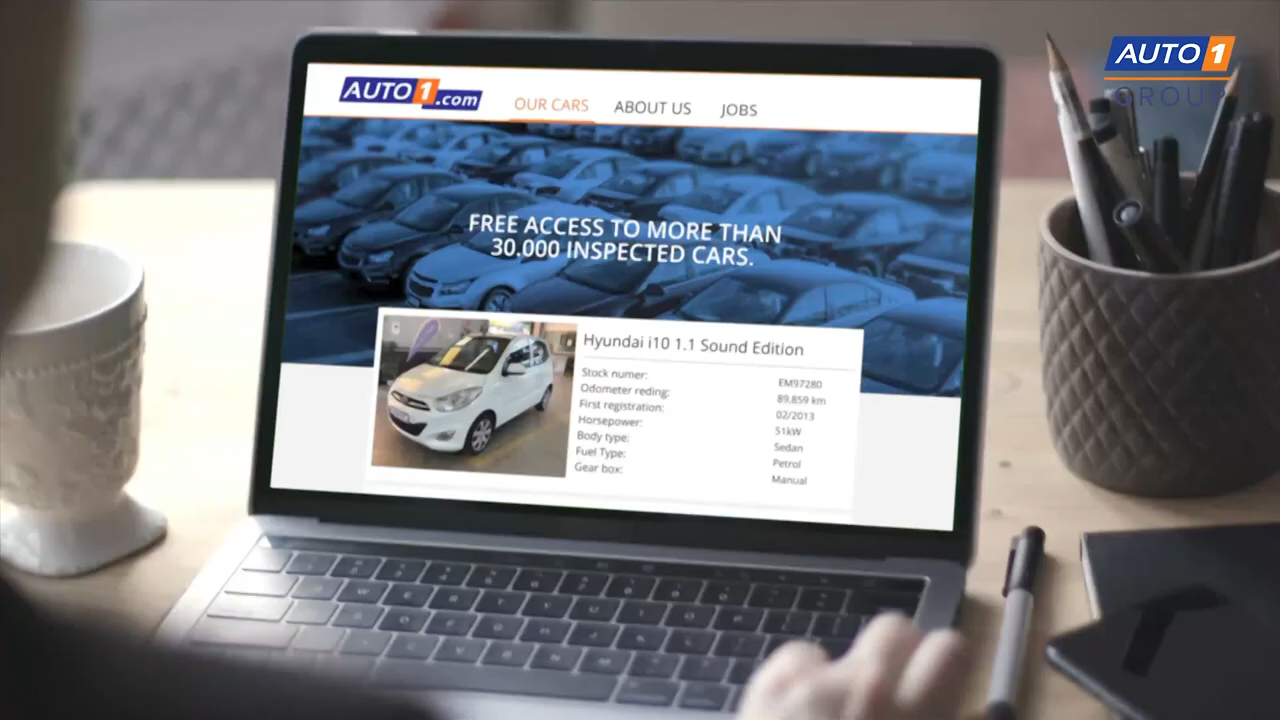 AUTO1
GROUP
AUTO1.com
OUR CARS
ABOUT US
JOBS
FREE ACCESS TO MORE THAN
30.000 INSPECTED CARS.
Hyundai i10 1.1 Sound Edition
Stock numer: EM97280
Odometer reding: 89,859 km
First registration: 02/2013
Horsepower: 51kW
Body type: Sedan
Fuel Type: Petrol
Gear box: Manual